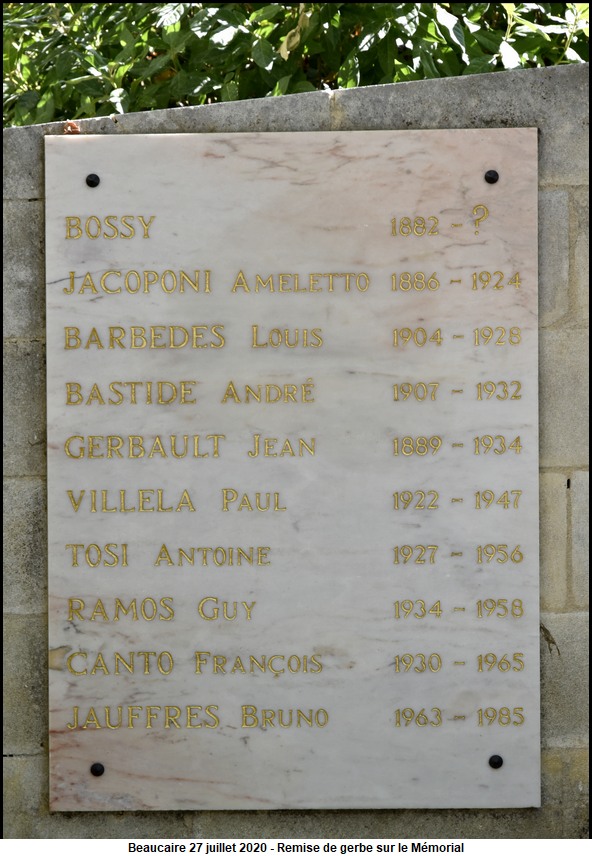 BOSSY 1882 - ?
JACOPONI AMELETTO 1886 - 1924
BARBEDES LOUIS 1904 - 1928
BASTIDE ANDRÉ 1907 - 1932
GERBAULT JEAN 1889 - 1934
VILLELA PAUL 1922 - 1947
TOSI ANTOINE 1927 - 1956
RAMOS GUY 1934 - 1958
CANTO FRANÇOIS 1930 - 1965
JAUFFRES BRUNO 1963 - 1985
Beaucaire 27 juillet 2020 - Remise de gerbe sur le Mémorial